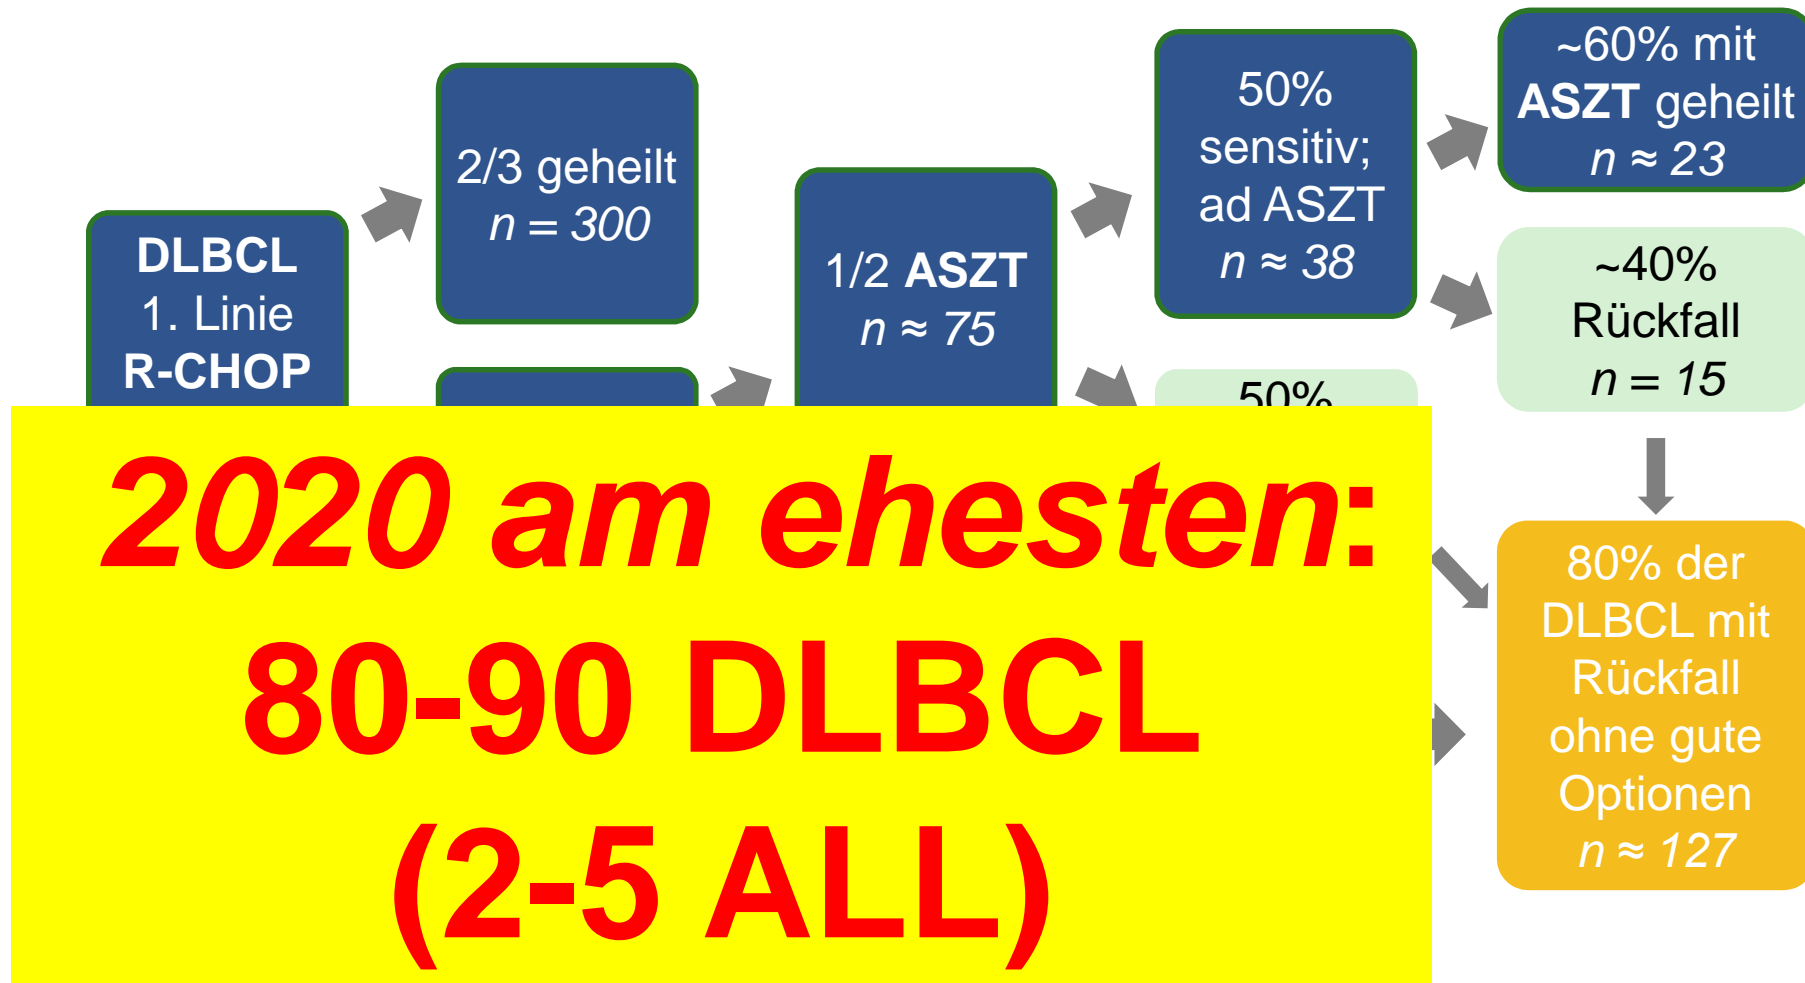 DLBCL
1. Linie
R-CHOP
2/3 geheilt
n = 300
1/2 ASZT
n ≈ 75
50%
sensitiv;
ad ASZT
n ≈ 38
50%
~60% mit
ASZT geheilt
n ≈ 23
~40%
Rückfall
n = 15
80% der
DLBCL mit
Rückfall
ohne gute
Optionen
n ≈ 127
2020 am ehesten:
80-90 DLBCL
(2-5 ALL)